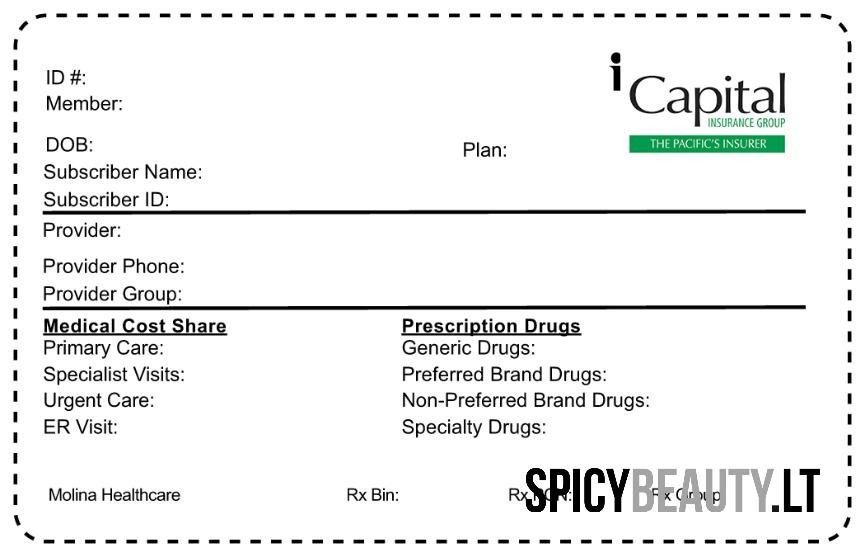 ID #:
Member:
i Capital
INSURANCE GROUP
THE PACIFIC'S INSURER
DOB:
Plan:
Subscriber Name:
Subscriber ID:
Provider:
Provider Phone:
Provider Group:
Medical Cost Share
Primary Care:
Specialist Visits:
Urgent Care:
ER Visit:
Prescription Drugs
Generic Drugs:
Preferred Brand Drugs:
Non-Preferred Brand Drugs:
Specialty Drugs:
Molina Healthcare Rx Bin: Rx PCN: Rx Group:
SPICYBEAUTY.LT